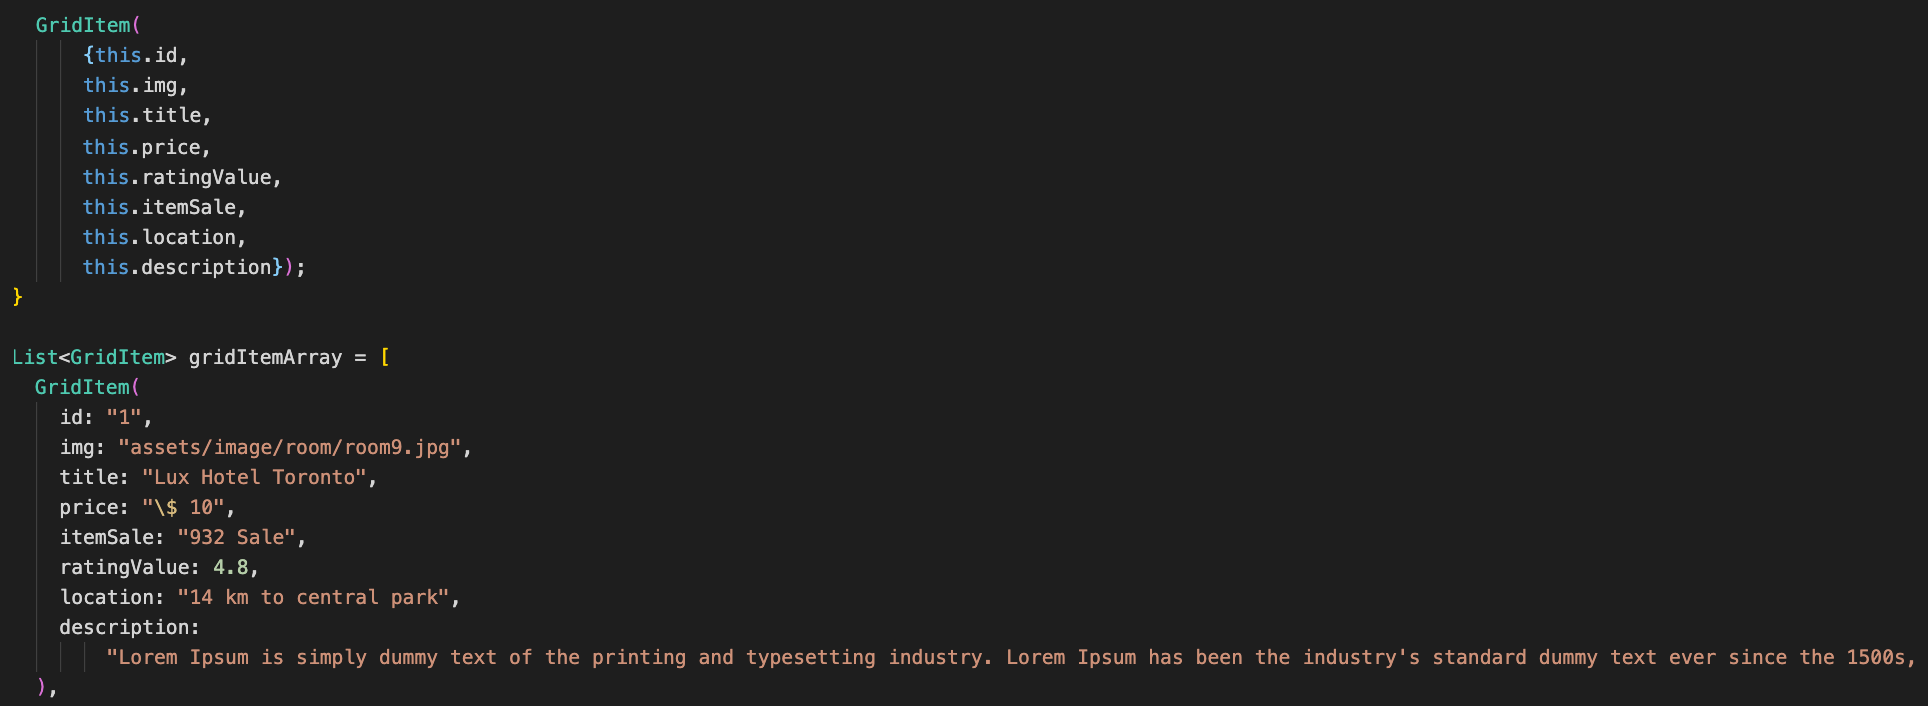 GridItem(
{this.id,
this.img,
this.title,
this.price,
this.ratingValue,
this.itemSale,
this.location,
this.description});
}
List<GridItem> gridItemArray = [
GridItem(
id: "1",
img: "assets/image/room/room9.jpg",
title: "Lux Hotel Toronto",
price: "\$ 10",
itemSale: "932 Sale",
ratingValue: 4.8,
location: "14 km to central park",
description:
"Lorem Ipsum is simply dummy text of the printing and typesetting industry. Lorem Ipsum has been the industry's standard dummy text ever since the 1500s,
),